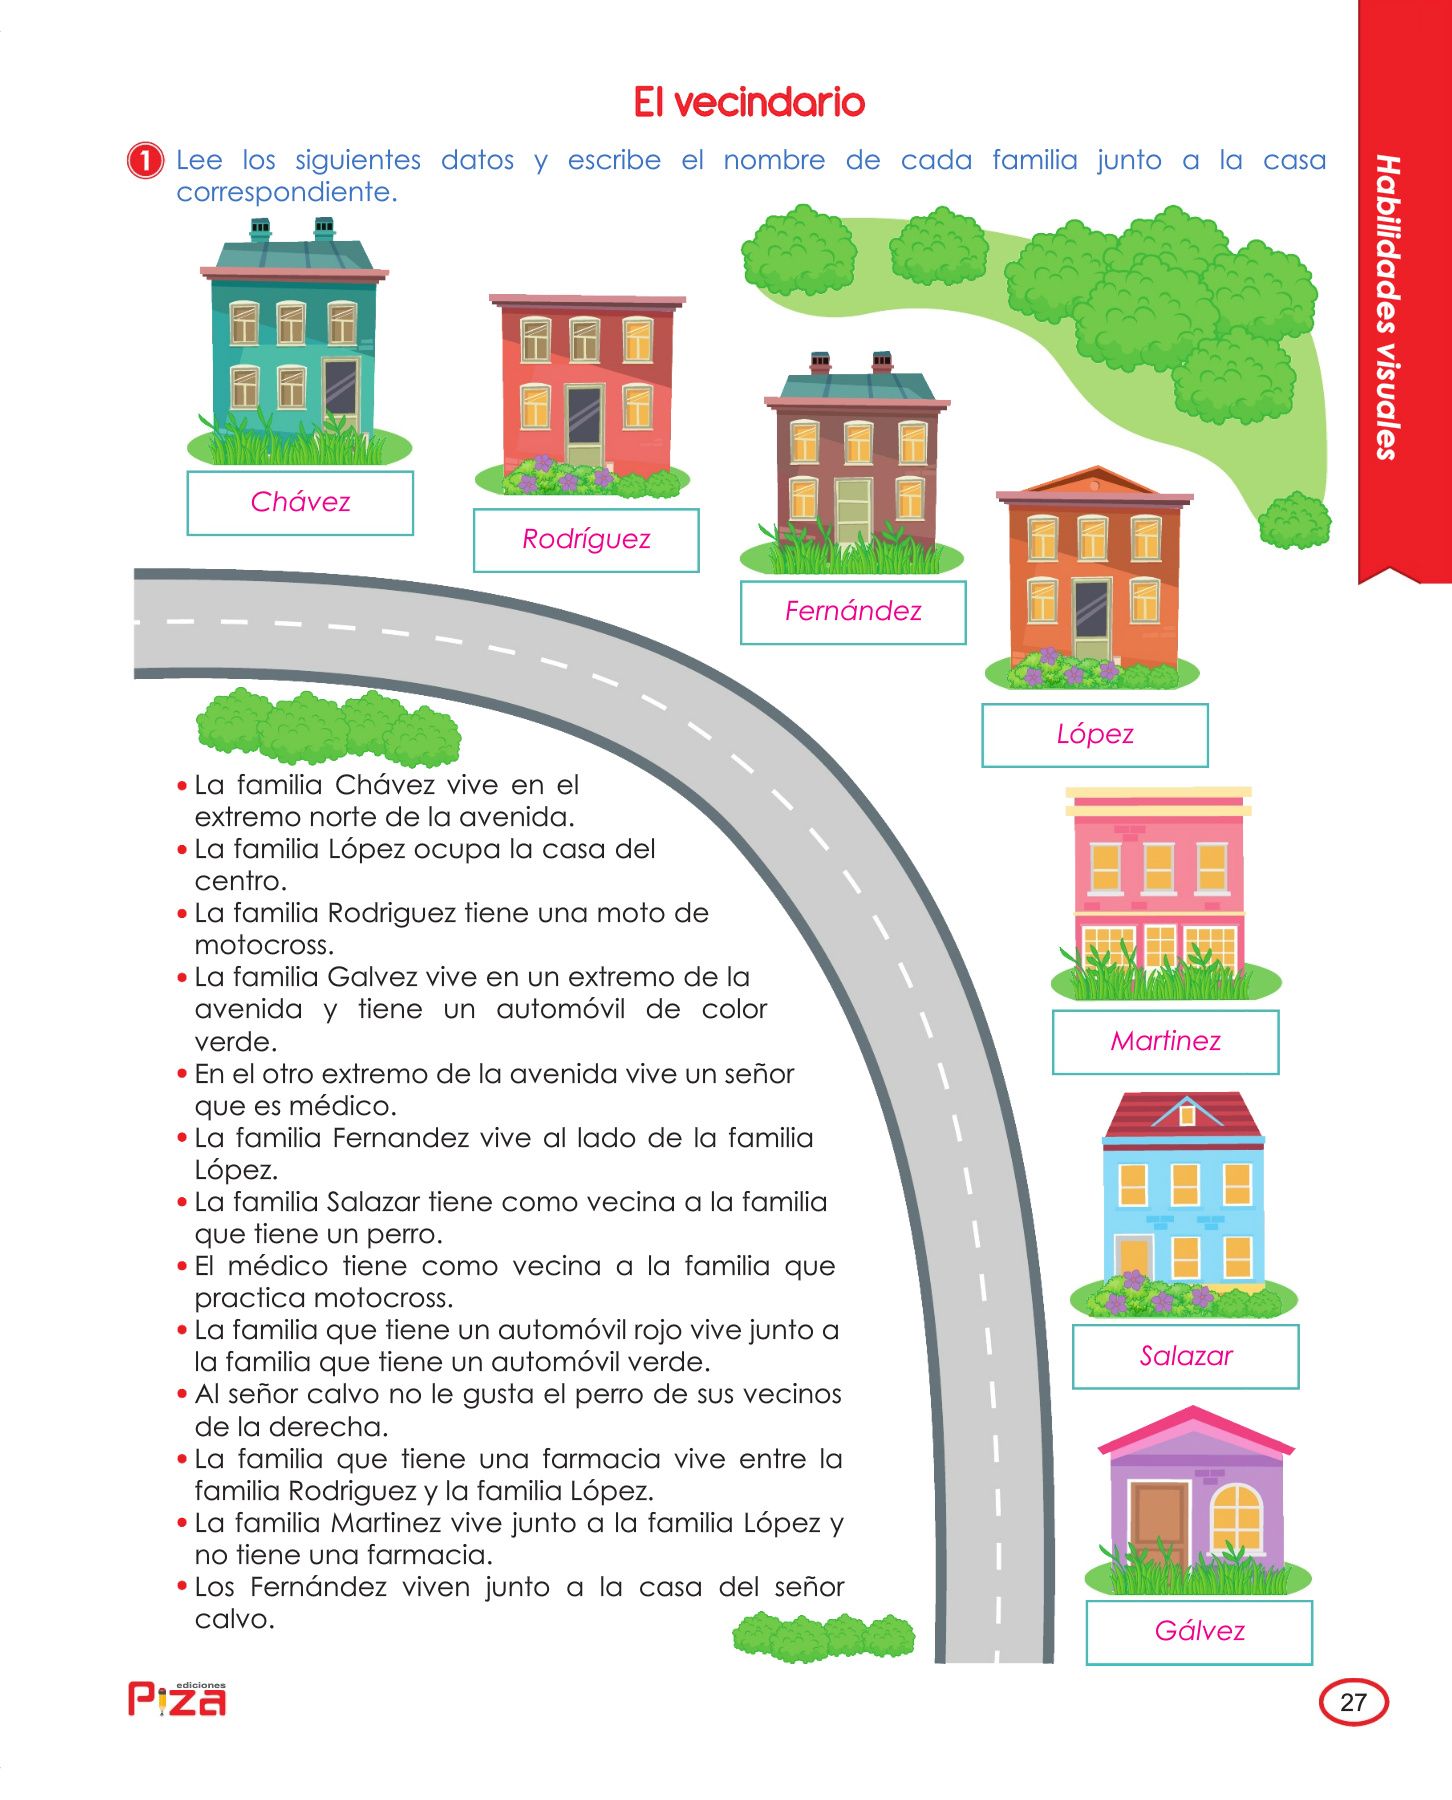 El vecindario
1 Lee los siguientes datos y escribe el nombre de cada familia junto a la casa
correspondiente.
Habilidades visuales
Chávez
Rodríguez
Fernández
López
Martinez
Salazar
Gálvez
• La familia Chávez vive en el
extremo norte de la avenida.
• La familia López ocupa la casa del
centro.
• La familia Rodriguez tiene una moto de
motocross.
• La familia Galvez vive en un extremo de la
avenida y tiene un automóvil de color
verde.
• En el otro extremo de la avenida vive un señor
que es médico.
• La familia Fernandez vive al lado de la familia
López.
• La familia Salazar tiene como vecina a la familia
que tiene un perro.
• El médico tiene como vecina a la familia que
practica motocross.
• La familia que tiene un automóvil rojo vive junto a
la familia que tiene un automóvil verde.
• Al señor calvo no le gusta el perro de sus vecinos
de la derecha.
• La familia que tiene una farmacia vive entre la
familia Rodriguez y la familia López.
• La familia Martinez vive junto a la familia López y
no tiene una farmacia.
• Los Fernández viven junto a la casa del señor
calvo.
ediciones
Piza
27